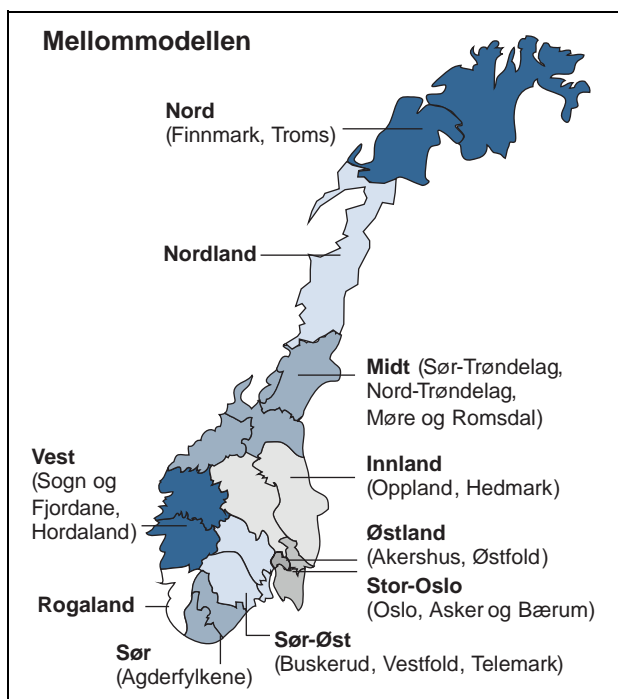 Mellommodellen
Nord
(Finnmark, Troms)
Nordland
Midt (Sør-Trøndelag,
Nord-Trøndelag,
Møre og Romsdal)
Vest
(Sogn og
Fjordane,
Hordaland)
Innland
(Oppland, Hedmark)
Østland
(Akershus, Østfold)
Stor-Oslo
(Oslo, Asker og Bærum)
Rogaland
Sør
(Agderfylkene)
Sør-Øst
(Buskerud, Vestfold, Telemark)